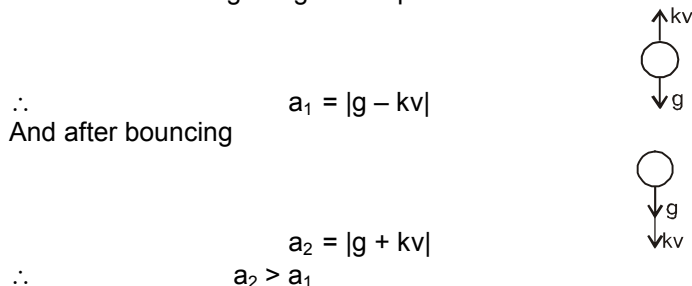 kv
∴ a₁ = |g – kv|
g
And after bouncing
g
a₂ = |g + kv|
kv
∴ a₂ > a₁